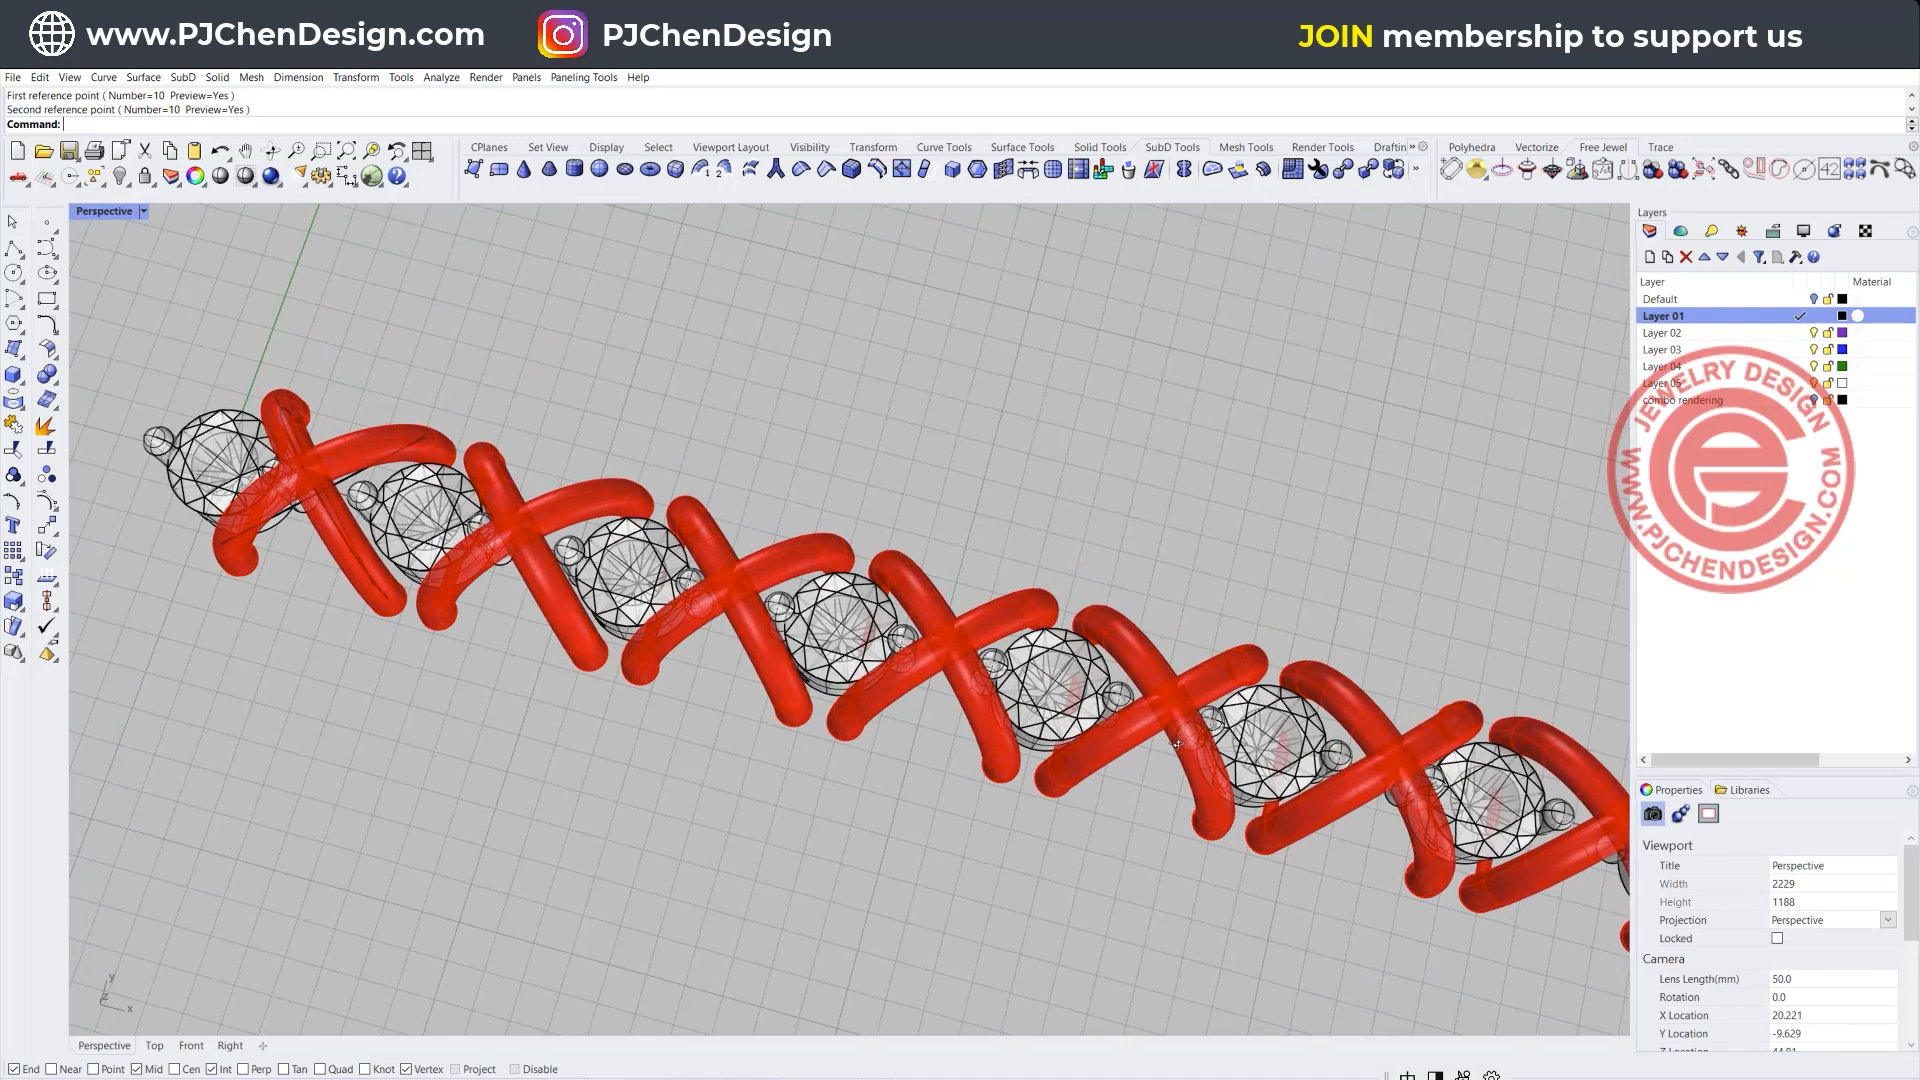 www.PJChenDesign.com PJChenDesign JOIN membership to support us
File Edit View Curve Surface SubD Solid Mesh Dimension Transform Tools Analyze Render Panels Paneling Tools Help
First reference point ( Number=10 Preview=Yes )
Second reference point ( Number=10 Preview=Yes )
Command:
CPlanes Set View Display Select Viewport Layout Visibility Transform Curve Tools Surface Tools Solid Tools SubD Tools Mesh Tools Render Tools Draftin » Polyhedra Vectorize Free Jewel Trace
Perspective
Layers
Layer Material
Default
Layer 01
Layer 02
Layer 03
Layer 04
Layer 05
combo rendering
JEWELRY DESIGN
WWW.PJCHENDESIGN.COM
Properties Libraries
Viewport
Title Perspective
Width 2229
Height 1188
Projection Perspective
Locked
Camera
Lens Length(mm) 50.0
Rotation 0.0
X Location 20.221
Y Location -9.629
Z Location 44.81
y
z
x
Perspective Top Front Right
End Near Point Mid Cen Int Perp Tan Quad Knot Vertex Project Disable